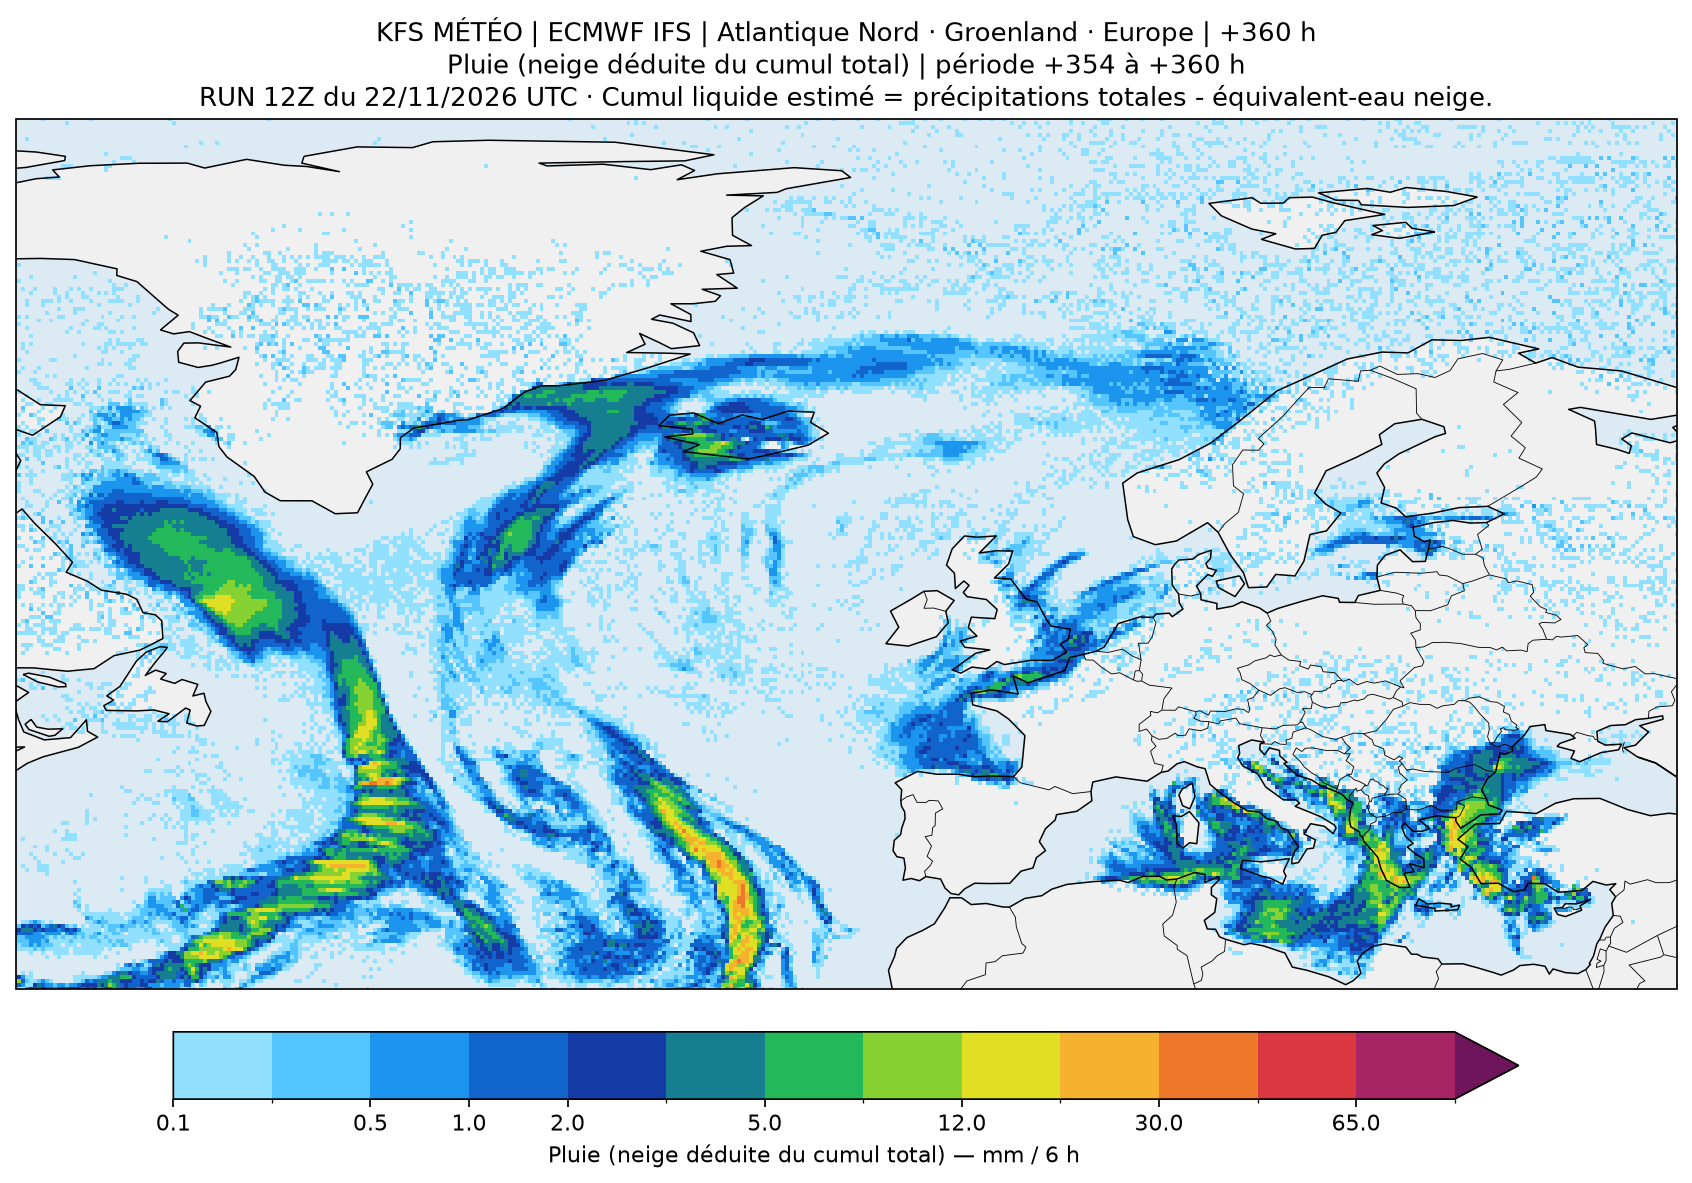 KFS MÉTÉO | ECMWF IFS | Atlantique Nord · Groenland · Europe | +360 h
Pluie (neige déduite du cumul total) | période +354 à +360 h
RUN 12Z du 22/11/2026 UTC · Cumul liquide estimé = précipitations totales - équivalent-eau neige.
0.1 0.5 1.0 2.0 5.0 12.0 30.0 65.0
Pluie (neige déduite du cumul total) — mm / 6 h